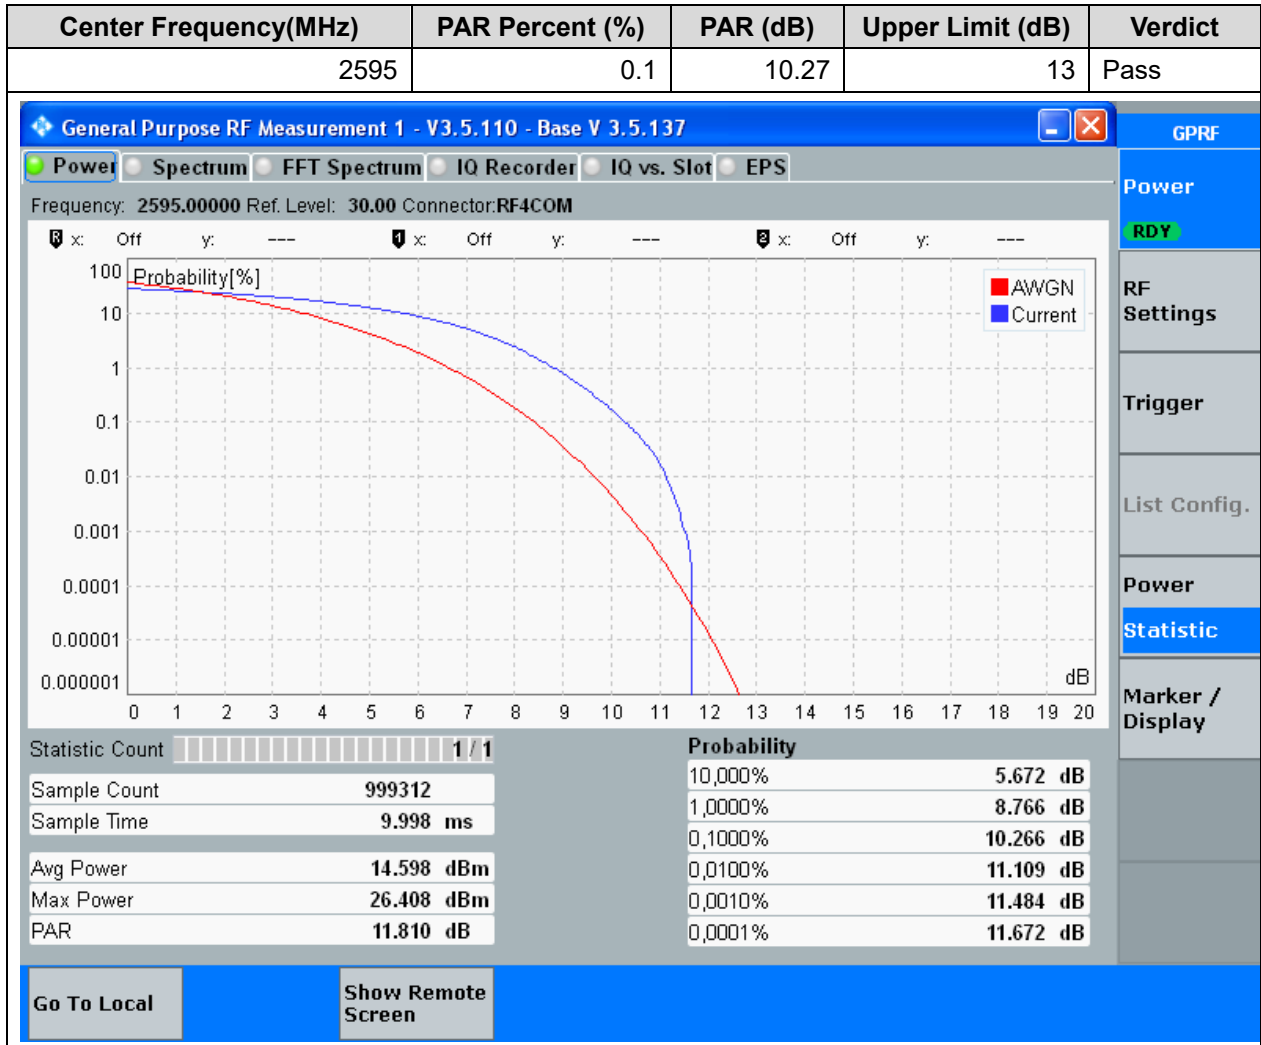 Center Frequency(MHz) PAR Percent (%) PAR (dB) Upper Limit (dB) Verdict
2595 0.1 10.27 13 Pass
General Purpose RF Measurement 1 - V3.5.110 - Base V 3.5.137
GPRF
Power Spectrum FFT Spectrum IQ Recorder IQ vs. Slot EPS
Frequency: 2595.00000 Ref. Level: 30.00 Connector:RF4COM
R x: Off y: --- 1 x: Off y: --- 2 x: Off y: ---
Probability[%]
AWGN
Current
100
10
1
0.1
0.01
0.001
0.0001
0.00001
0.000001
dB
0 1 2 3 4 5 6 7 8 9 10 11 12 13 14 15 16 17 18 19 20
Statistic Count 1 / 1
Sample Count 999312
Sample Time 9.998 ms
Avg Power 14.598 dBm
Max Power 26.408 dBm
PAR 11.810 dB
Probability
10,000% 5.672 dB
1,0000% 8.766 dB
0,1000% 10.266 dB
0,0100% 11.109 dB
0,0010% 11.484 dB
0,0001% 11.672 dB
Power
RDY
RF
Settings
Trigger
List Config.
Power
Statistic
Marker /
Display
Go To Local
Show Remote
Screen